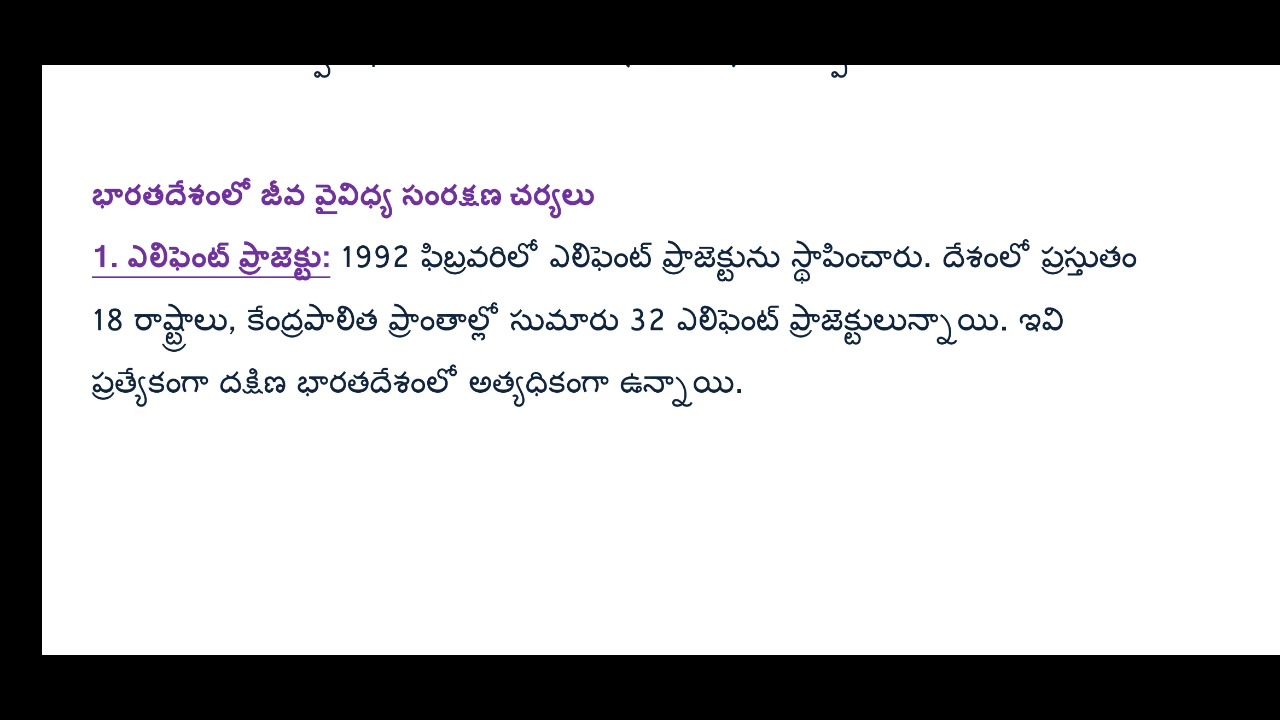 భారతదేశంలో జీవ వైవిధ్య సంరక్షణ చర్యలు
1. ఎలిఫెంట్ ప్రాజెక్టు: 1992 ఫిబ్రవరిలో ఎలిఫెంట్ ప్రాజెక్టును స్థాపించారు. దేశంలో ప్రస్తుతం
18 రాష్ట్రాలు, కేంద్రపాలిత ప్రాంతాల్లో సుమారు 32 ఎలిఫెంట్ ప్రాజెక్టులున్నాయి. ఇవి
ప్రత్యేకంగా దక్షిణ భారతదేశంలో అత్యధికంగా ఉన్నాయి.